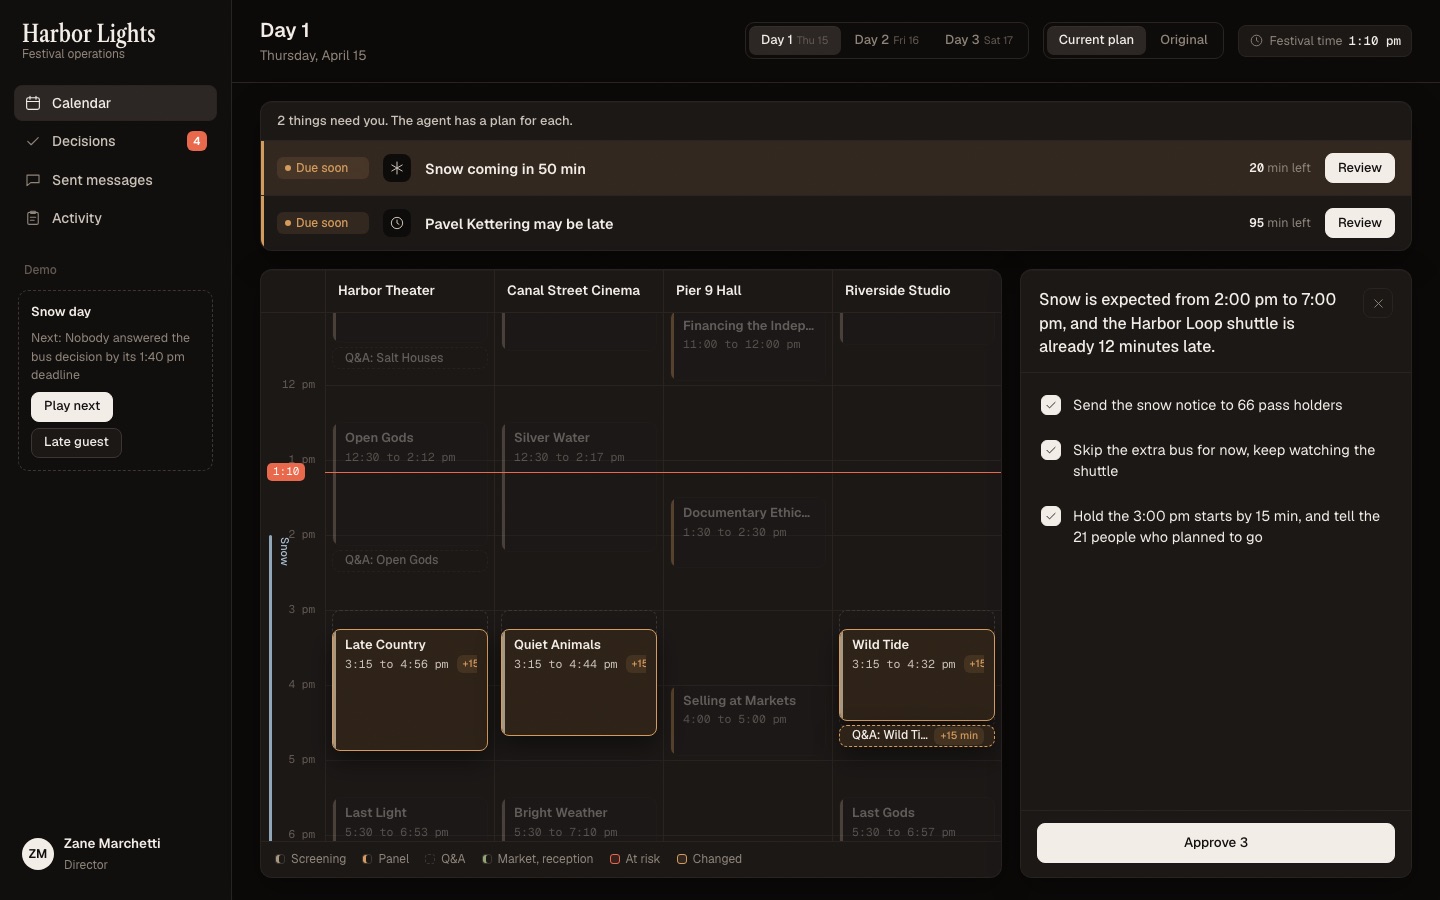 Harbor Lights
Festival operations
Calendar
Decisions 4
Sent messages
Activity
Demo
Snow day
Next: Nobody answered the
bus decision by its 1:40 pm
deadline
Play next
Late guest
ZM
Zane Marchetti
Director
Day 1
Thursday, April 15
Day 1 Thu 15 Day 2 Fri 16 Day 3 Sat 17
Current plan Original
Festival time 1:10 pm
2 things need you. The agent has a plan for each.
Due soon Snow coming in 50 min 20 min left Review
Due soon Pavel Kettering may be late 95 min left Review
Harbor Theater Canal Street Cinema Pier 9 Hall Riverside Studio
Financing the Indep...
11:00 to 12:00 pm
Q&A: Salt Houses
12 pm
Open Gods Silver Water
12:30 to 2:12 pm 12:30 to 2:17 pm
1 pm
1:10
Documentary Ethic...
1:30 to 2:30 pm
2 pm
Snow
Q&A: Open Gods
3 pm
Late Country Quiet Animals Wild Tide
3:15 to 4:56 pm +15 3:15 to 4:44 pm +15 3:15 to 4:32 pm +15
4 pm
Selling at Markets
4:00 to 5:00 pm
Q&A: Wild Ti... +15 min
5 pm
Last Light Bright Weather Last Gods
5:30 to 6:53 pm 5:30 to 7:10 pm 5:30 to 6:57 pm
6 pm
Screening Panel Q&A Market, reception At risk Changed
Snow is expected from 2:00 pm to 7:00
pm, and the Harbor Loop shuttle is
already 12 minutes late.
Send the snow notice to 66 pass holders
Skip the extra bus for now, keep watching the
shuttle
Hold the 3:00 pm starts by 15 min, and tell the
21 people who planned to go
Approve 3